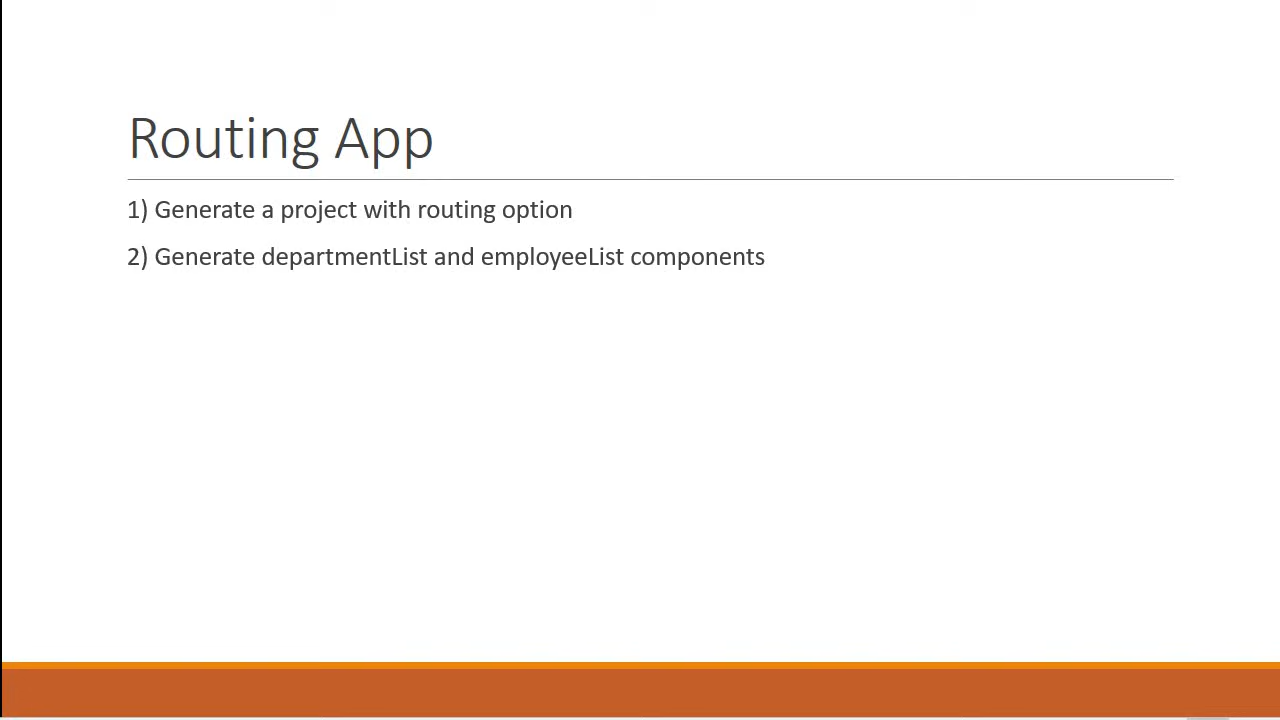 Routing App
1) Generate a project with routing option
2) Generate departmentList and employeeList components